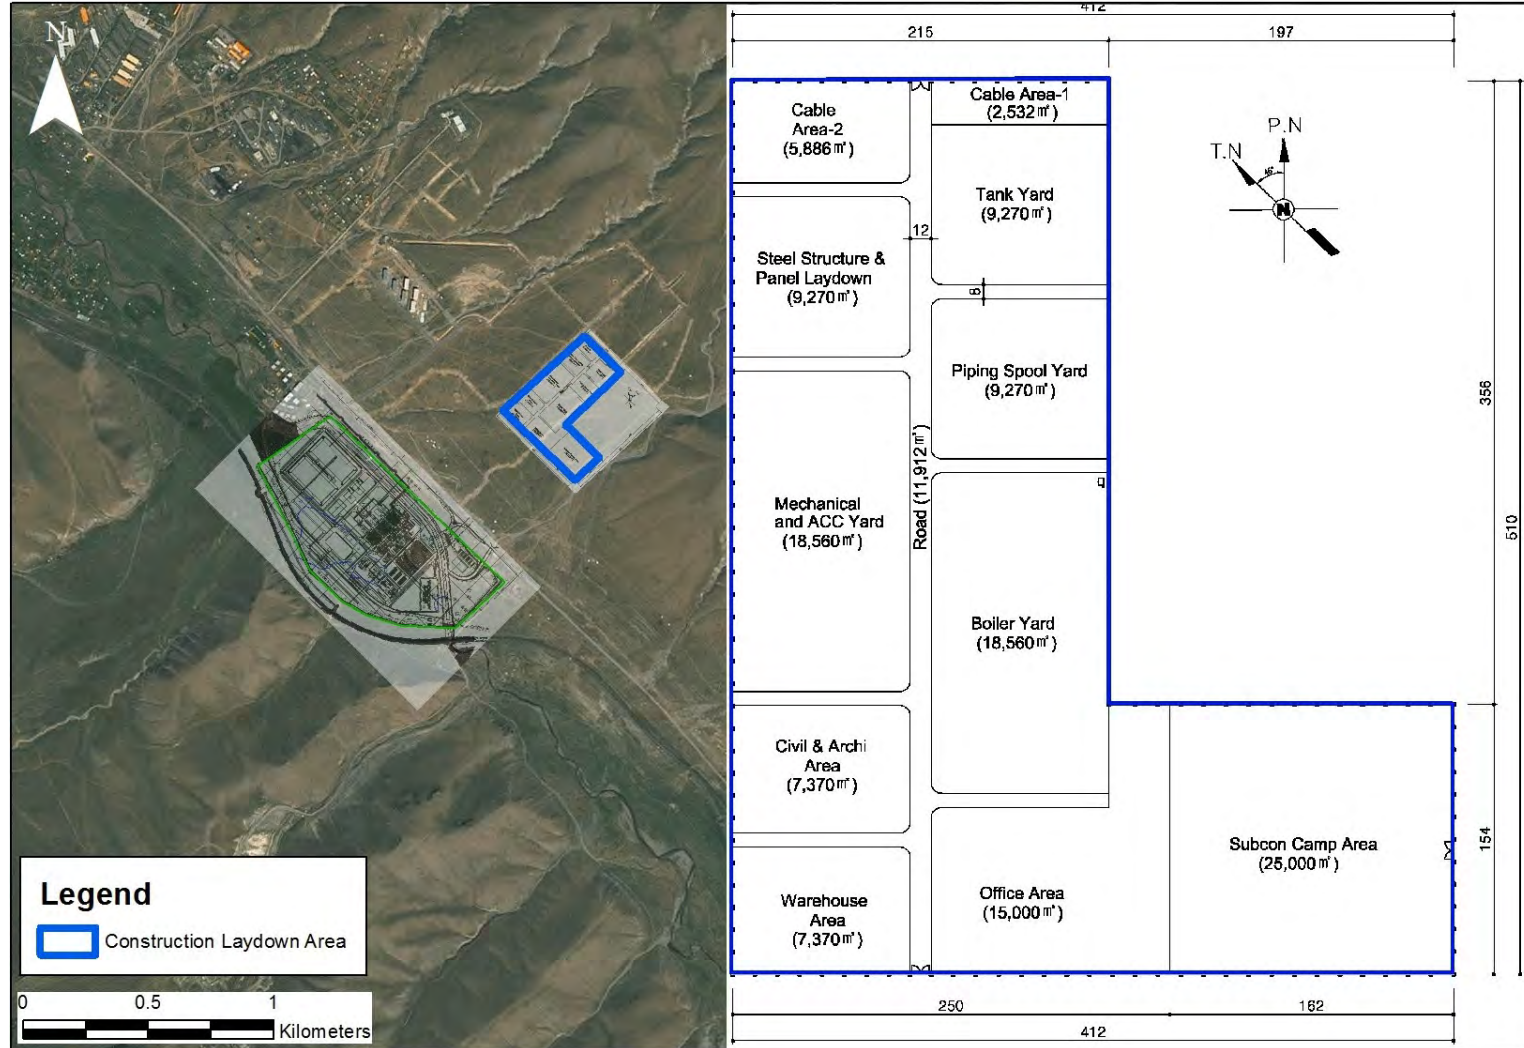 N
Legend
Construction Laydown Area
0 0.5 1
Kilometers
412
215 197
Cable
Area-2
(5,886㎡)
Cable Area-1
(2,532㎡)
P.N
T.N
N
Tank Yard
(9,270㎡)
12
Steel Structure &
Panel Laydown
(9,270㎡)
8
Piping Spool Yard
(9,270㎡)
356
Road (11,912㎡)
510
Mechanical
and ACC Yard
(18,560㎡)
Boiler Yard
(18,560㎡)
Civil & Archi
Area
(7,370㎡)
154
Subcon Camp Area
(25,000㎡)
Warehouse
Area
(7,370㎡)
Office Area
(15,000㎡)
250 162
412